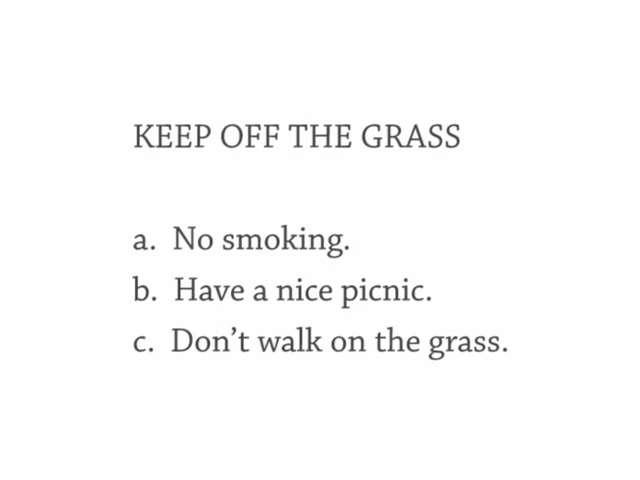 KEEP OFF THE GRASS
a. No smoking.
b. Have a nice picnic.
c. Don’t walk on the grass.